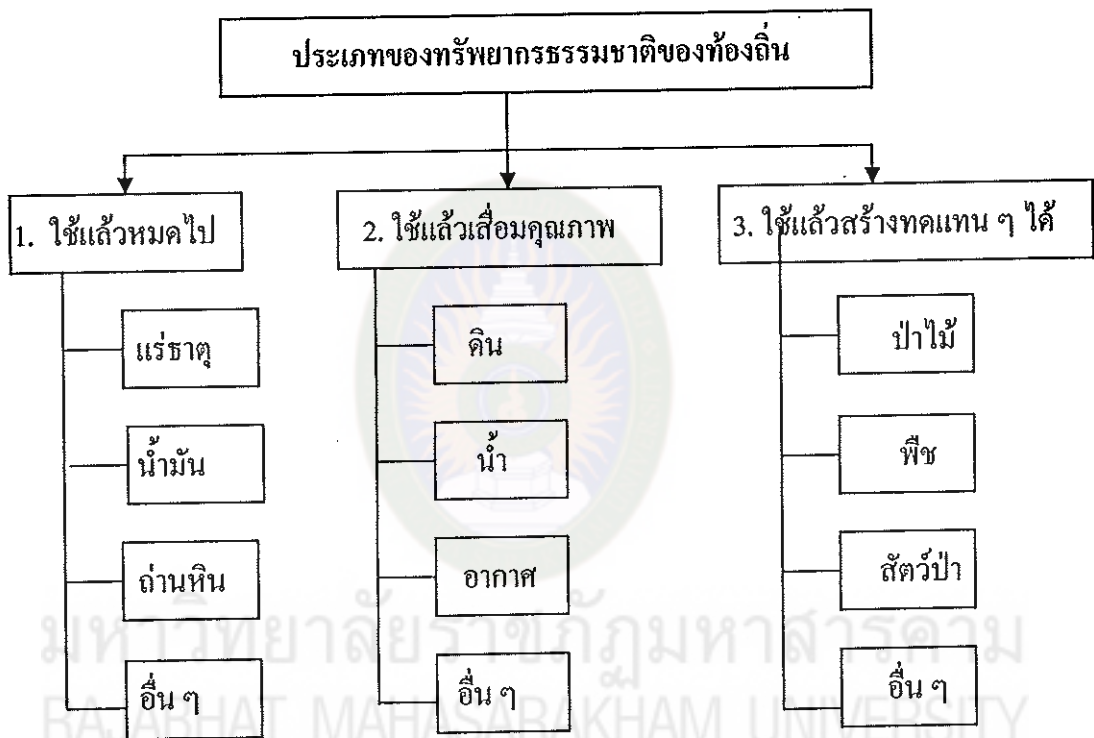 ประเภทของทรัพยากรธรรมชาติของท้องถิ่น
1. ใช้แล้วหมดไป
แร่ธาตุ
น้ำมัน
ถ่านหิน
อื่น ๆ
2. ใช้แล้วเสื่อมคุณภาพ
ดิน
น้ำ
อากาศ
อื่น ๆ
3. ใช้แล้วสร้างทดแทน ๆ ได้
ป่าไม้
พืช
สัตว์ป่า
อื่น ๆ
มหาวิทยาลัยราชภัฏมหาสารคาม
RAJABHAT MAHASARAKHAM UNIVERSITY